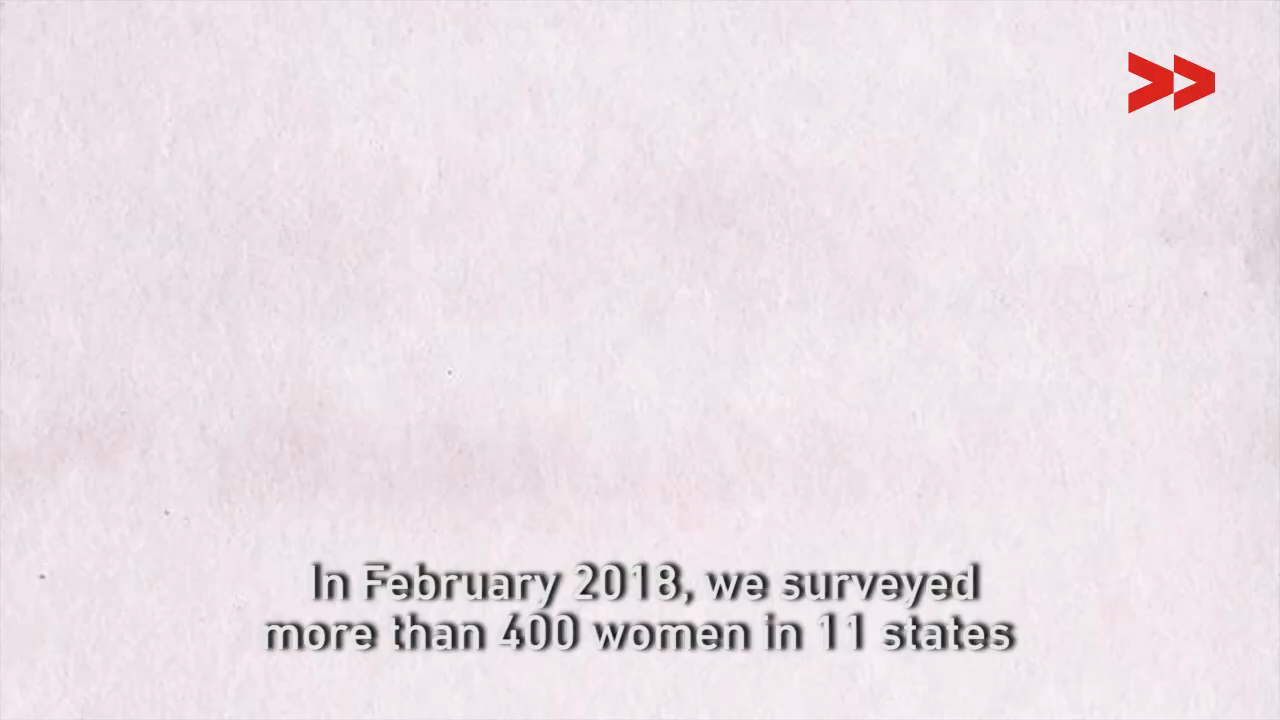 In February 2018, we surveyed
more than 400 women in 11 states